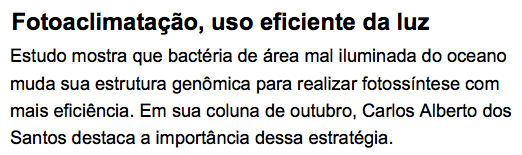 Fotoaclimatação, uso eficiente da luz
Estudo mostra que bactéria de área mal iluminada do oceano
muda sua estrutura genômica para realizar fotossíntese com
mais eficiência. Em sua coluna de outubro, Carlos Alberto dos
Santos destaca a importância dessa estratégia.